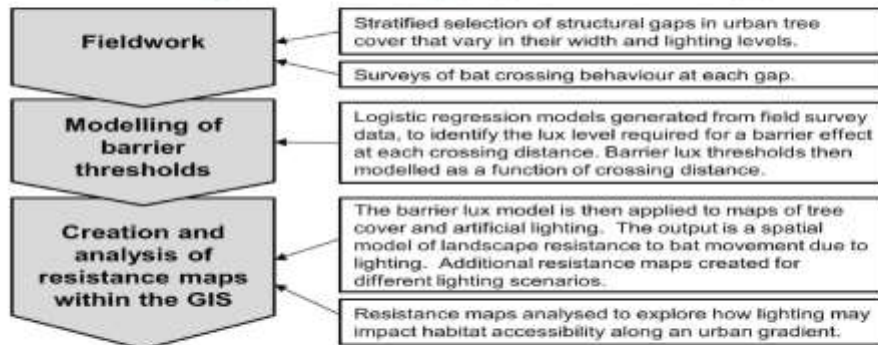 Fieldwork
Stratified selection of structural gaps in urban tree
cover that vary in their width and lighting levels.
Surveys of bat crossing behaviour at each gap.
Modelling of
barrier
thresholds
Logistic regression models generated from field survey
data, to identify the lux level required for a barrier effect
at each crossing distance. Barrier lux thresholds then
modelled as a function of crossing distance.
Creation and
analysis of
resistance maps
within the GIS
The barrier lux model is then applied to maps of tree
cover and artificial lighting. The output is a spatial
model of landscape resistance to bat movement due to
lighting. Additional resistance maps created for
different lighting scenarios.
Resistance maps analysed to explore how lighting may
impact habitat accessibility along an urban gradient.